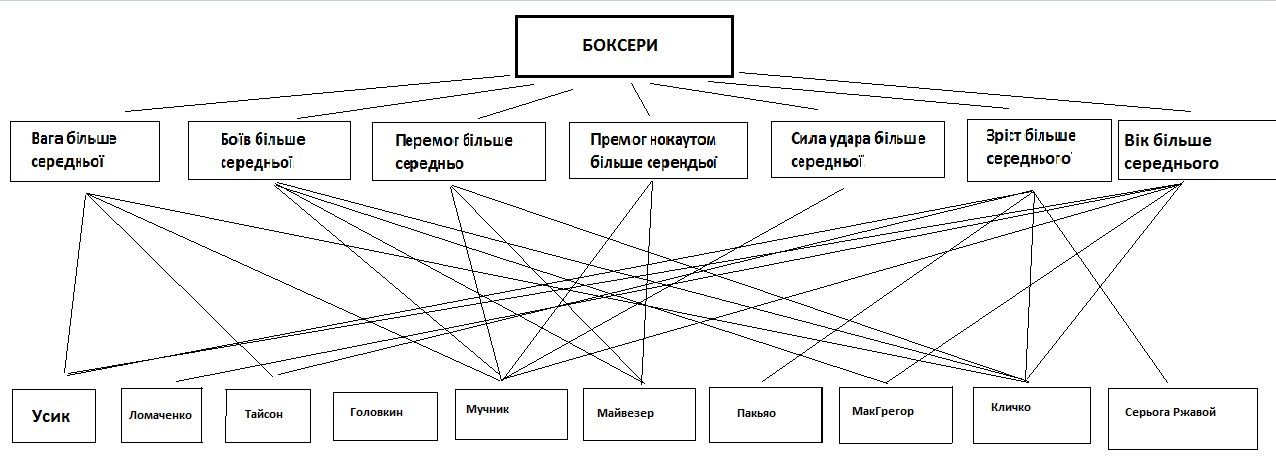 БОКСЕРИ
Вага більше
середньої
Боїв більше
середньої
Перемог більше
середньо
Премог нокаутом
більше серендьої
Сила удара більше
середньої
Зріст більше
середнього
Вік більше
середнього
Усик
Ломаченко
Тайсон
Головкин
Мучник
Майвезер
Пакьяо
МакГрегор
Кличко
Серьога Ржавой